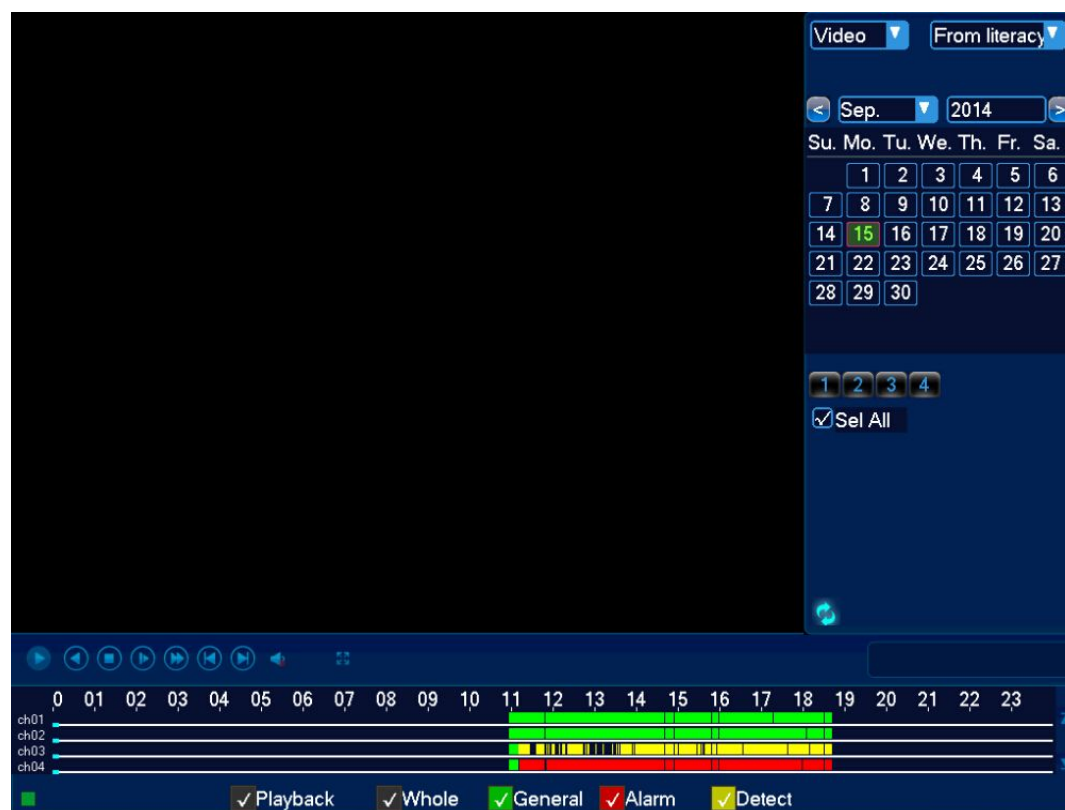 Video From literacy
< Sep. 2014 >
Su. Mo. Tu. We. Th. Fr. Sa.
1 2 3 4 5 6
7 8 9 10 11 12 13
14 15 16 17 18 19 20
21 22 23 24 25 26 27
28 29 30
1 2 3 4
Sel All
0 01 02 03 04 05 06 07 08 09 10 11 12 13 14 15 16 17 18 19 20 21 22 23
ch01
ch02
ch03
ch04
Playback Whole General Alarm Detect